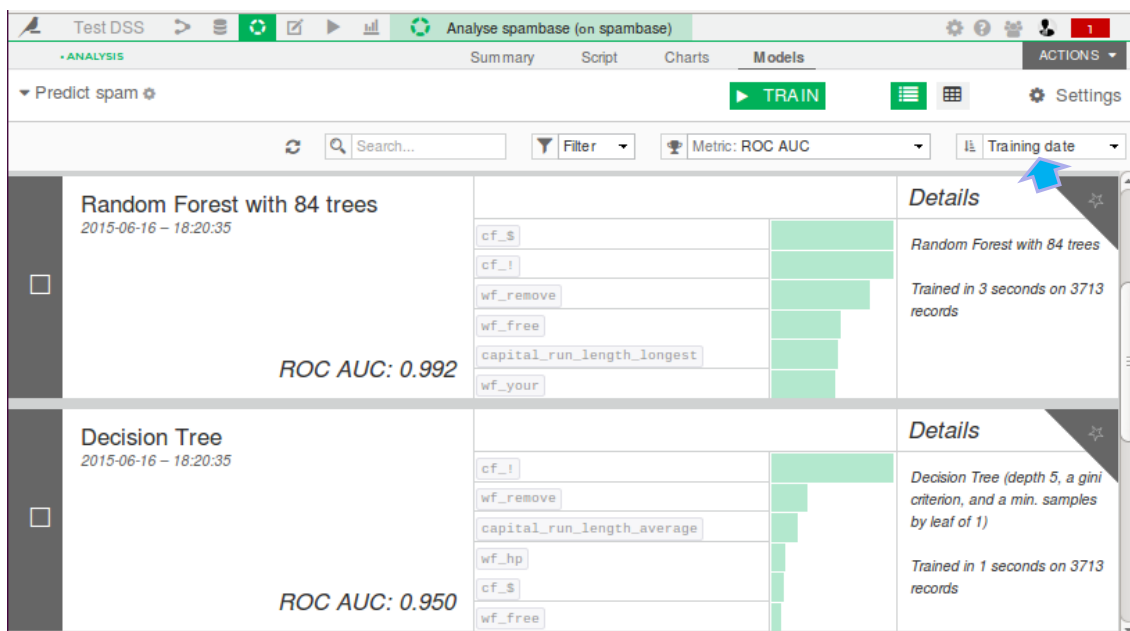 Test DSS
Analyse spambase (on spambase)
1
• ANALYSIS
Summary
Script
Charts
Models
ACTIONS
Predict spam
TRAIN
Settings
Search...
Filter
Metric: ROC AUC
Training date
Random Forest with 84 trees
2015-06-16 – 18:20:35
ROC AUC: 0.992
cf_$
cf_!
wf_remove
wf_free
capital_run_length_longest
wf_your
Details
Random Forest with 84 trees
Trained in 3 seconds on 3713
records
Decision Tree
2015-06-16 – 18:20:35
ROC AUC: 0.950
cf_!
wf_remove
capital_run_length_average
wf_hp
cf_$
wf_free
Details
Decision Tree (depth 5, a gini
criterion, and a min. samples
by leaf of 1)
Trained in 1 seconds on 3713
records